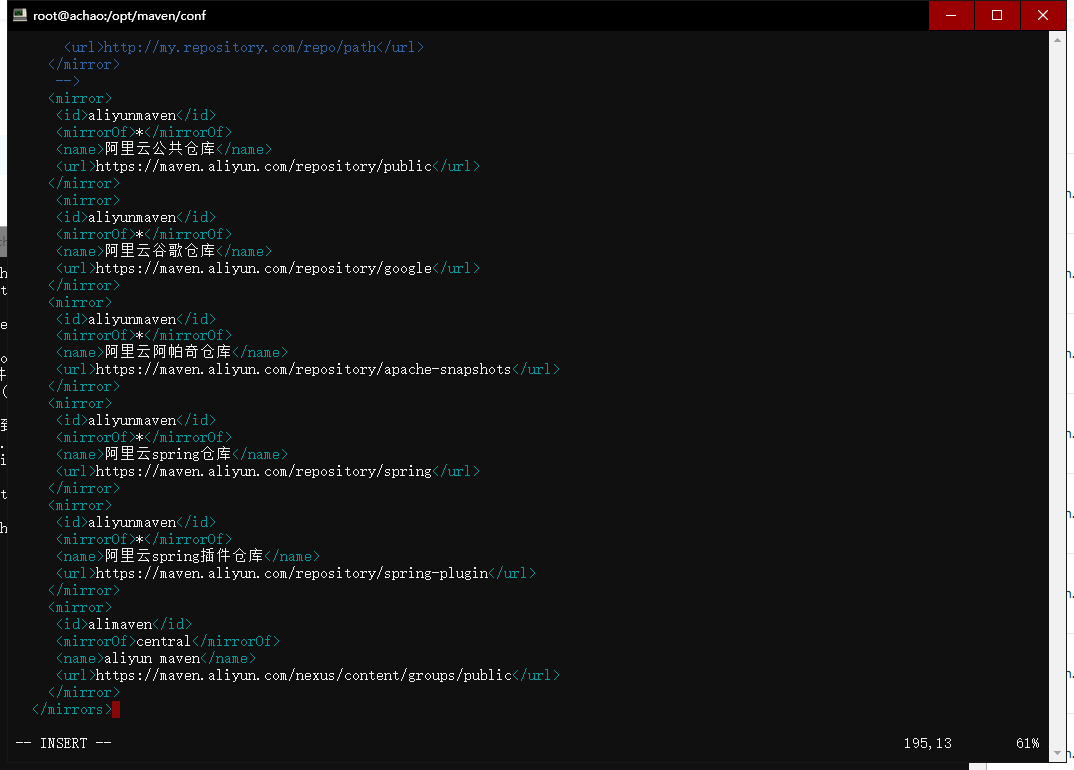 root@achao:/opt/maven/conf
<url>http://my.repository.com/repo/path</url>
</mirror>
-->
<mirror>
<id>aliyunmaven</id>
<mirrorOf>*</mirrorOf>
<name>阿里云公共仓库</name>
<url>https://maven.aliyun.com/repository/public</url>
</mirror>
<mirror>
<id>aliyunmaven</id>
<mirrorOf>*</mirrorOf>
<name>阿里云谷歌仓库</name>
<url>https://maven.aliyun.com/repository/google</url>
</mirror>
<mirror>
<id>aliyunmaven</id>
<mirrorOf>*</mirrorOf>
<name>阿里云阿帕奇仓库</name>
<url>https://maven.aliyun.com/repository/apache-snapshots</url>
</mirror>
<mirror>
<id>aliyunmaven</id>
<mirrorOf>*</mirrorOf>
<name>阿里云spring仓库</name>
<url>https://maven.aliyun.com/repository/spring</url>
</mirror>
<mirror>
<id>aliyunmaven</id>
<mirrorOf>*</mirrorOf>
<name>阿里云spring插件仓库</name>
<url>https://maven.aliyun.com/repository/spring-plugin</url>
</mirror>
<mirror>
<id>alimaven</id>
<mirrorOf>central</mirrorOf>
<name>aliyun maven</name>
<url>https://maven.aliyun.com/nexus/content/groups/public</url>
</mirror>
</mirrors>
-- INSERT -- 195,13 61%